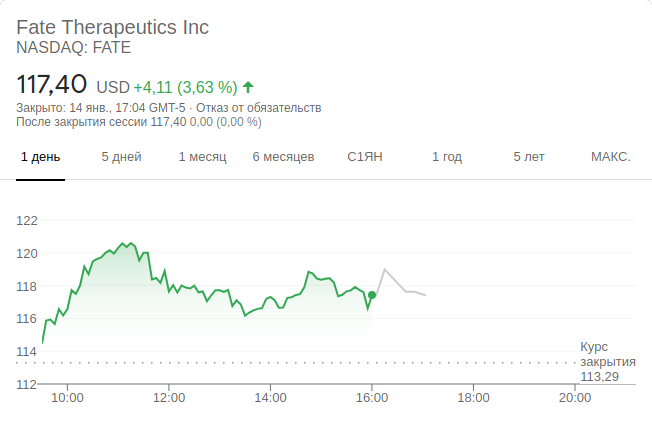 Fate Therapeutics Inc
NASDAQ: FATE
117,40 USD +4,11 (3,63 %)
Закрыто: 14 янв., 17:04 GMT-5 · Отказ от обязательств
После закрытия сессии 117,40 0,00 (0,00 %)
1 день 5 дней 1 месяц 6 месяцев С1ЯН 1 год 5 лет МАКС.
122
120
118
116
114
112
Курс
закрытия
113,29
10:00 12:00 14:00 16:00 18:00 20:00